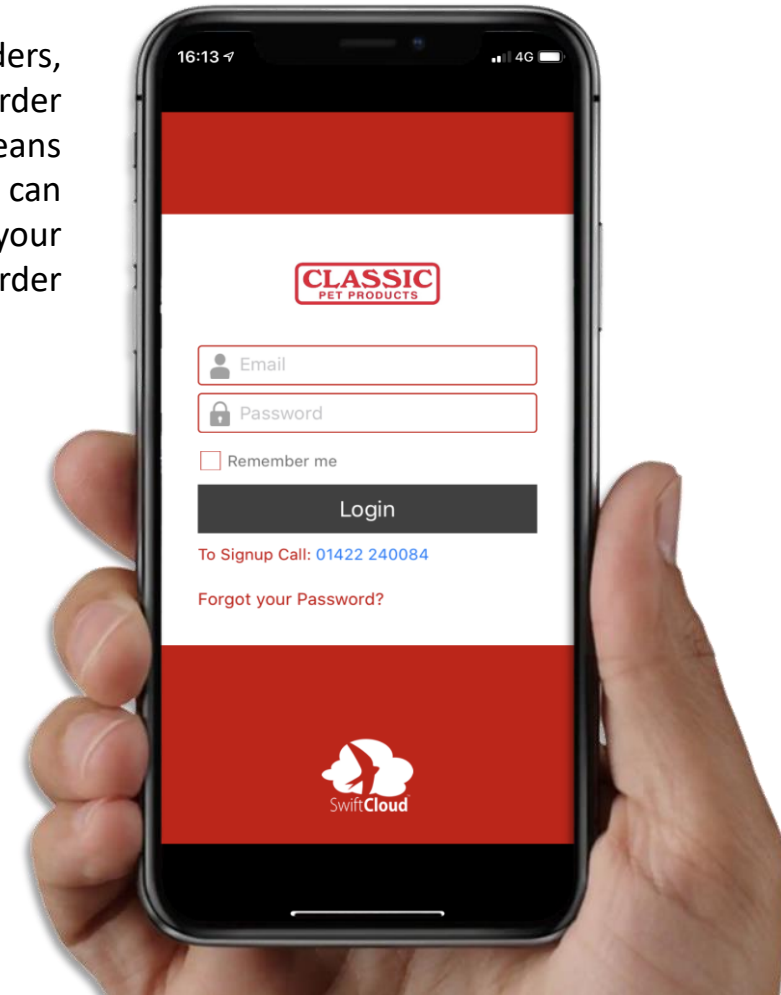 ders,
rder
eans
can
your
rder
16:13
4G
CLASSIC
PET PRODUCTS
Email
Password
Remember me
Login
To Signup Call: 01422 240084
Forgot your Password?
SwiftCloud